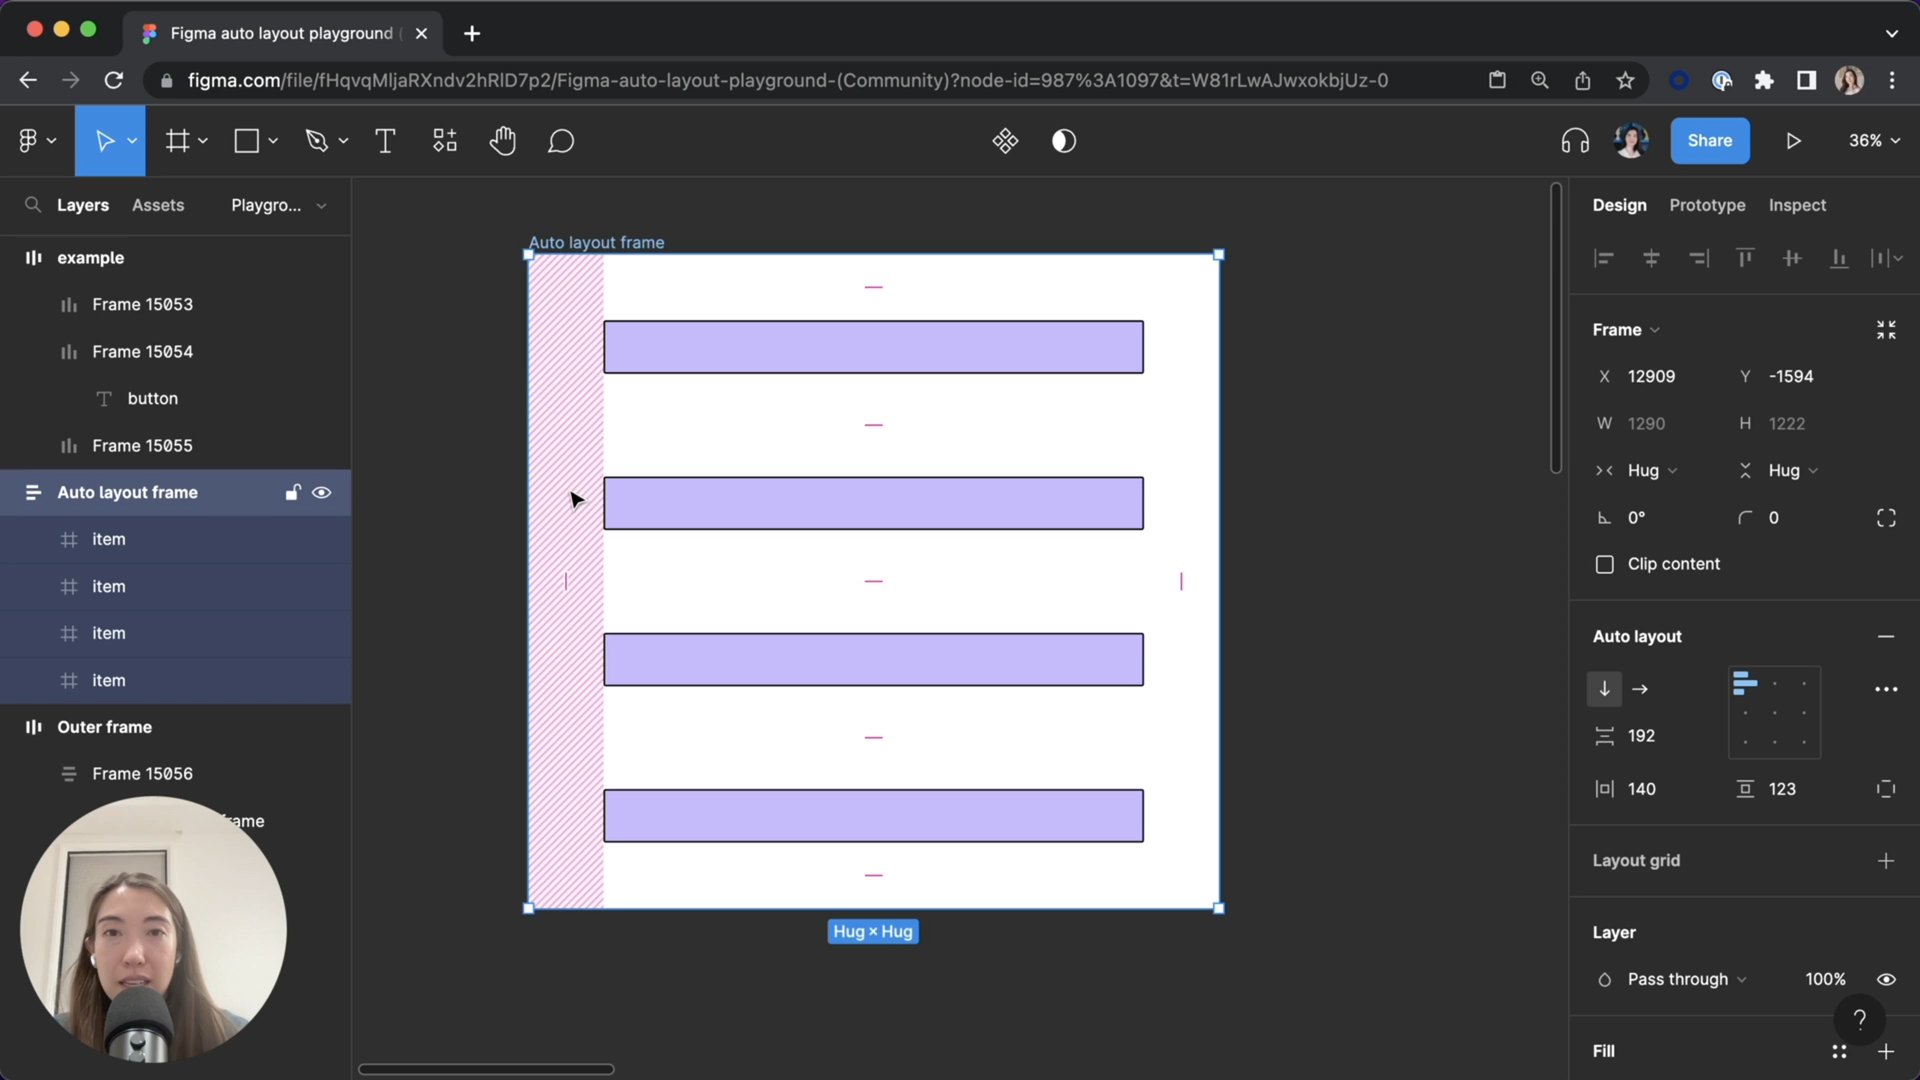 Figma auto layout playground (
figma.com/file/fHqvqMljaRXndv2hRlD7p2/Figma-auto-layout-playground-(Community)?node-id=987%3A1097&t=W81rLwAJwxokbjUz-0
Share
36%
Layers
Assets
Playgro...
example
Frame 15053
Frame 15054
button
Frame 15055
Auto layout frame
item
item
item
item
Outer frame
Frame 15056
frame
Auto layout frame
Hug × Hug
Design
Prototype
Inspect
Frame
X 12909
Y -1594
W 1290
H 1222
Hug
Hug
0°
0
Clip content
Auto layout
192
140
123
Layout grid
Layer
Pass through
100%
?
Fill